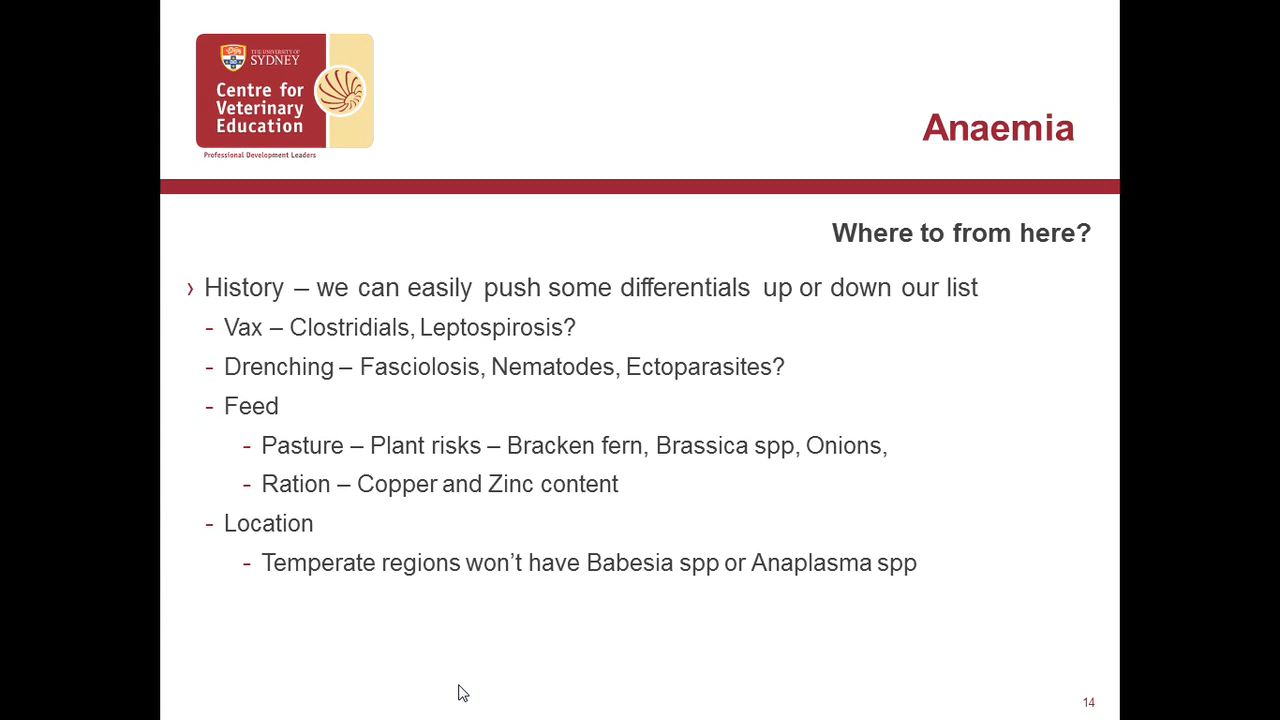 THE UNIVERSITY OF
SYDNEY
Centre for
Veterinary
Education
Professional Development Leaders
Anaemia
Where to from here?
› History – we can easily push some differentials up or down our list
- Vax – Clostridials, Leptospirosis?
- Drenching – Fasciolosis, Nematodes, Ectoparasites?
- Feed
- Pasture – Plant risks – Bracken fern, Brassica spp, Onions,
- Ration – Copper and Zinc content
- Location
- Temperate regions won’t have Babesia spp or Anaplasma spp
14